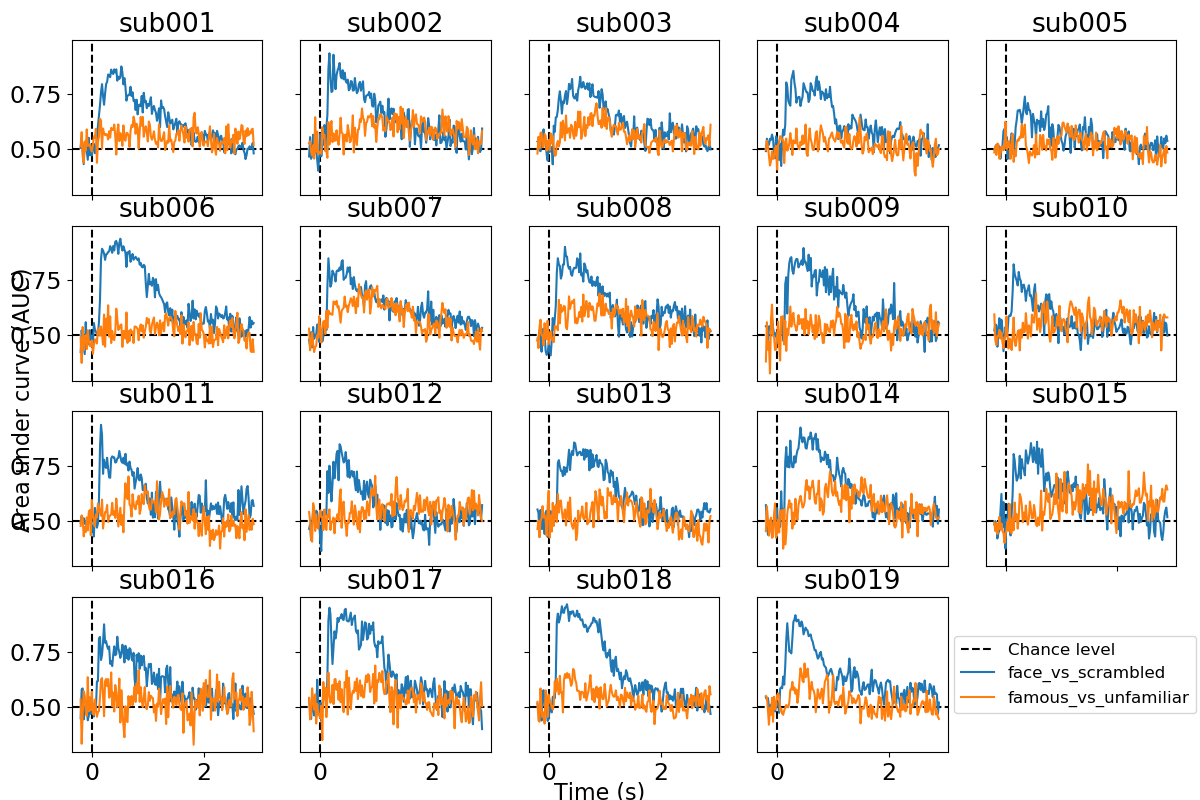 sub001 sub002 sub003 sub004 sub005
0.75
0.50
sub006 sub007 sub008 sub009 sub010
0.75
0.50
Area under curve (AUC)
sub011 sub012 sub013 sub014 sub015
0.75
0.50
sub016 sub017 sub018 sub019
0.75
0.50
Chance level
face_vs_scrambled
famous_vs_unfamiliar
0 2 0 2 0 2 0 2
Time (s)